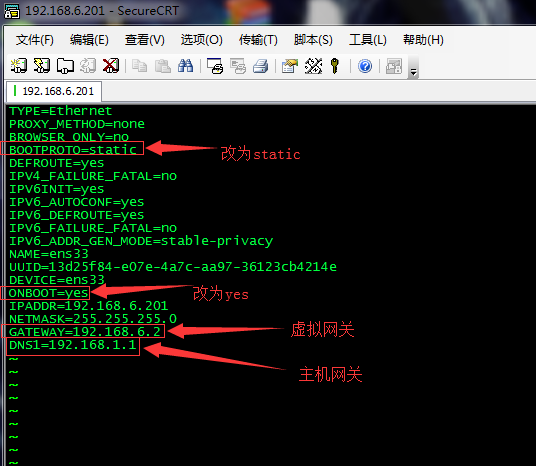 192.168.6.201 - SecureCRT
文件(F) 编辑(E) 查看(V) 选项(O) 传输(T) 脚本(S) 工具(L) 帮助(H)
192.168.6.201
TYPE=Ethernet
PROXY_METHOD=none
BROWSER_ONLY=no
BOOTPROTO=static
改为static
DEFROUTE=yes
IPV4_FAILURE_FATAL=no
IPV6INIT=yes
IPV6_AUTOCONF=yes
IPV6_DEFROUTE=yes
IPV6_FAILURE_FATAL=no
IPV6_ADDR_GEN_MODE=stable-privacy
NAME=ens33
UUID=13d25f84-e07e-4a7c-aa97-36123cb4214e
DEVICE=ens33
ONBOOT=yes
改为yes
IPADDR=192.168.6.201
NETMASK=255.255.255.0
GATEWAY=192.168.6.2
虚拟网关
DNS1=192.168.1.1
主机网关
~
~
~
~
~
~
~
~
~